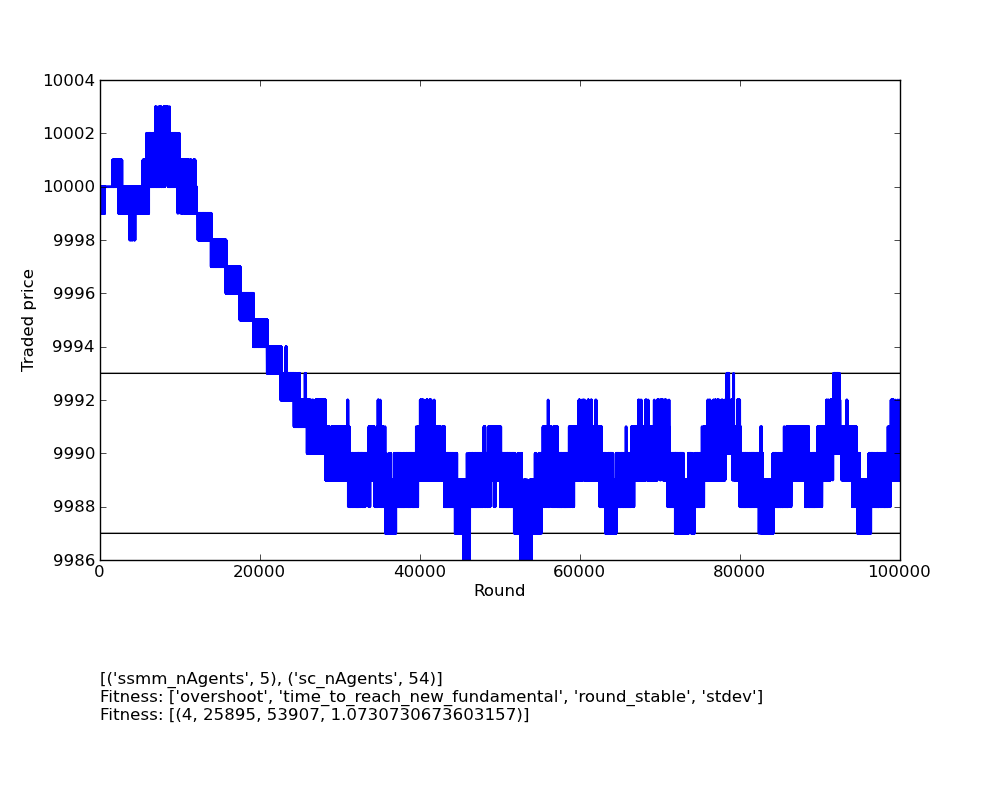 10004
10002
10000
9998
9996
9994
9992
9990
9988
9986
Traded price
0 20000 40000 60000 80000 100000
Round
[('ssmm_nAgents', 5), ('sc_nAgents', 54)]
Fitness: ['overshoot', 'time_to_reach_new_fundamental', 'round_stable', 'stdev']
Fitness: [(4, 25895, 53907, 1.0730730673603157)]